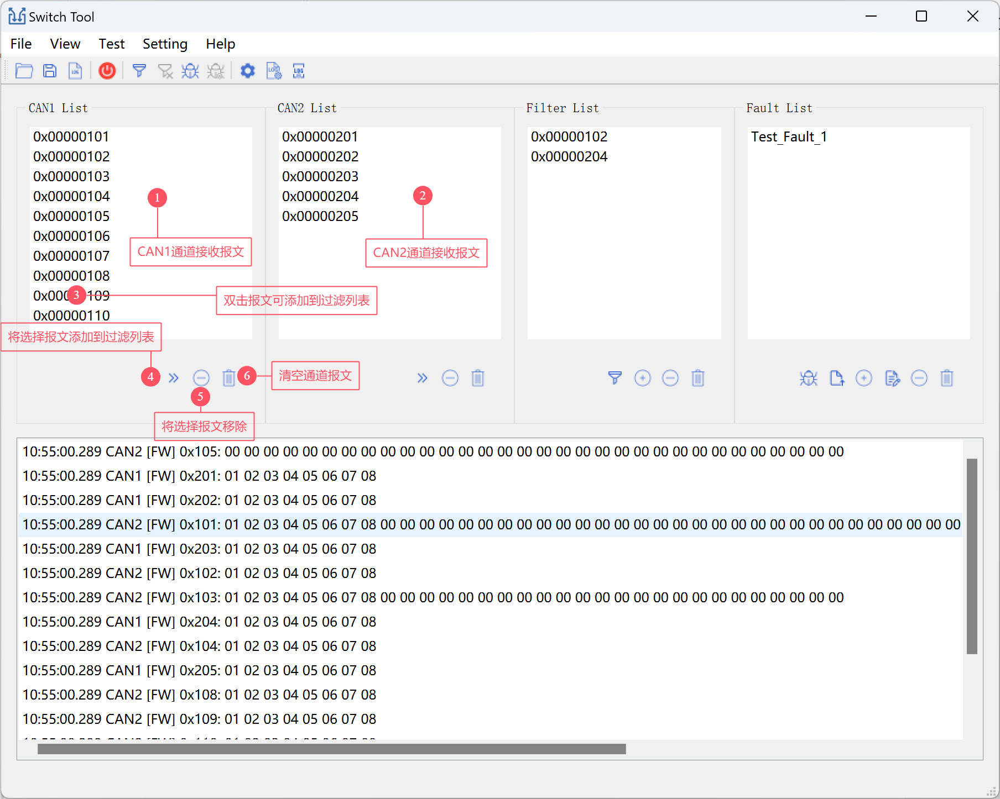 Switch Tool
File View Test Setting Help
CAN1 List
0x00000101
0x00000102
0x00000103
0x00000104
0x00000105
0x00000106
0x00000107
0x00000108
0x00000109
0x00000110
1
CAN1通道接收报文
3
双击报文可添加到过滤列表
将选择报文添加到过滤列表
4
5
将选择报文移除
6
清空通道报文
CAN2 List
0x00000201
0x00000202
0x00000203
0x00000204
0x00000205
2
CAN2通道接收报文
Filter List
0x00000102
0x00000204
Fault List
Test_Fault_1
10:55:00.289 CAN2 [FW] 0x105: 00 00 00 00 00 00 00 00 00 00 00 00 00 00 00 00 00 00 00 00 00 00 00 00 00 00 00 00 00 00 00 00
10:55:00.289 CAN1 [FW] 0x201: 01 02 03 04 05 06 07 08
10:55:00.289 CAN1 [FW] 0x202: 01 02 03 04 05 06 07 08
10:55:00.289 CAN2 [FW] 0x101: 01 02 03 04 05 06 07 08 00 00 00 00 00 00 00 00 00 00 00 00 00 00 00 00 00 00 00 00 00 00 00 00 00 00 00 00 00 00
10:55:00.289 CAN1 [FW] 0x203: 01 02 03 04 05 06 07 08
10:55:00.289 CAN2 [FW] 0x102: 01 02 03 04 05 06 07 08
10:55:00.289 CAN2 [FW] 0x103: 01 02 03 04 05 06 07 08 00 00 00 00 00 00 00 00 00 00 00 00 00 00 00 00 00 00 00 00 00 00 00 00
10:55:00.289 CAN1 [FW] 0x204: 01 02 03 04 05 06 07 08
10:55:00.289 CAN2 [FW] 0x104: 01 02 03 04 05 06 07 08
10:55:00.289 CAN1 [FW] 0x205: 01 02 03 04 05 06 07 08
10:55:00.289 CAN2 [FW] 0x108: 01 02 03 04 05 06 07 08
10:55:00.289 CAN2 [FW] 0x109: 01 02 03 04 05 06 07 08